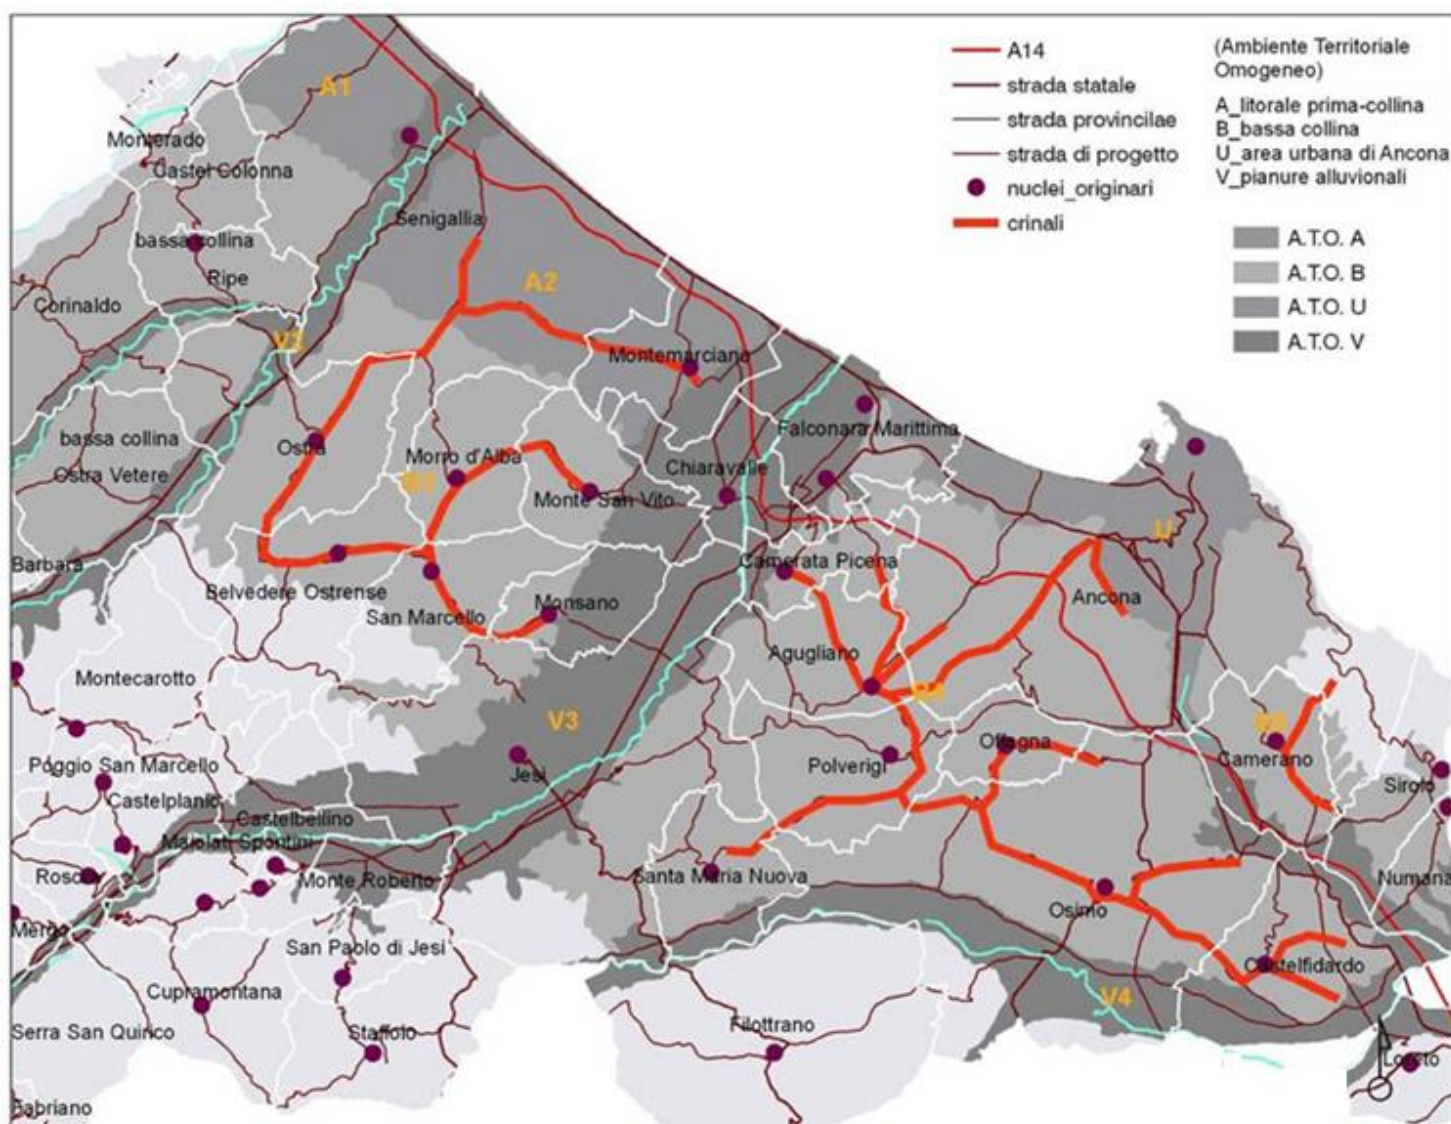 A14
strada statale
strada provincilae
strada di progetto
nuclei_originari
crinali
(Ambiente Territoriale
Omogeneo)
A_litorale prima-collina
B_bassa collina
U_area urbana di Ancona
V_pianure alluvionali
A.T.O. A
A.T.O. B
A.T.O. U
A.T.O. V
A1
Monterado
Castel Colonna
Senigallia
bassa collina
Ripe
A2
Corinaldo
Montemarciano
Falconara Marittima
bassa collina
Ostra
Morro d'Alba
Chiaravalle
Ostra Vetere
Monte San Vito
U
Barbara
Camerata Picena
Belvedere Ostrense
Monsano
Ancona
San Marcello
Agugliano
Montecarotto
V3
Offagna
Poggio San Marcello
Jesi
Polverigi
Camerano
Sirolo
Castelplanio
Castelbellino
Maiolati Spontini
Monte Roberto
Santa Maria Nuova
Numana
Osimo
Mergo
San Paolo di Jesi
Castelfidardo
Cupramontana
V4
Serra San Quirico
Staffolo
Filottrano
Loreto
Fabriano